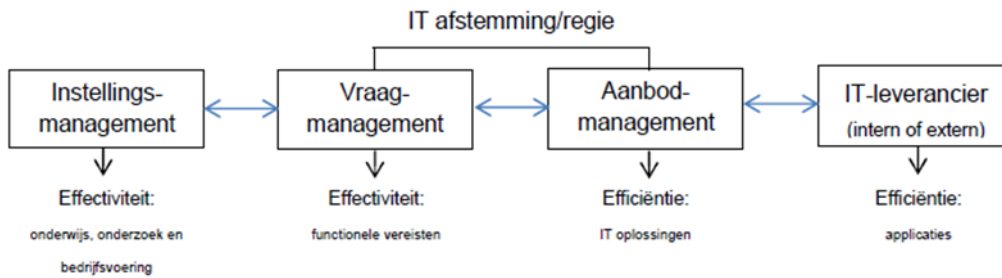 IT afstemming/regie
Instellings-
management
Vraag-
management
Aanbod-
management
IT-leverancier
(intern of extern)
Effectiviteit:
onderwijs, onderzoek en
bedrijfsvoering
Effectiviteit:
functionele vereisten
Efficiëntie:
IT oplossingen
Efficiëntie:
applicaties